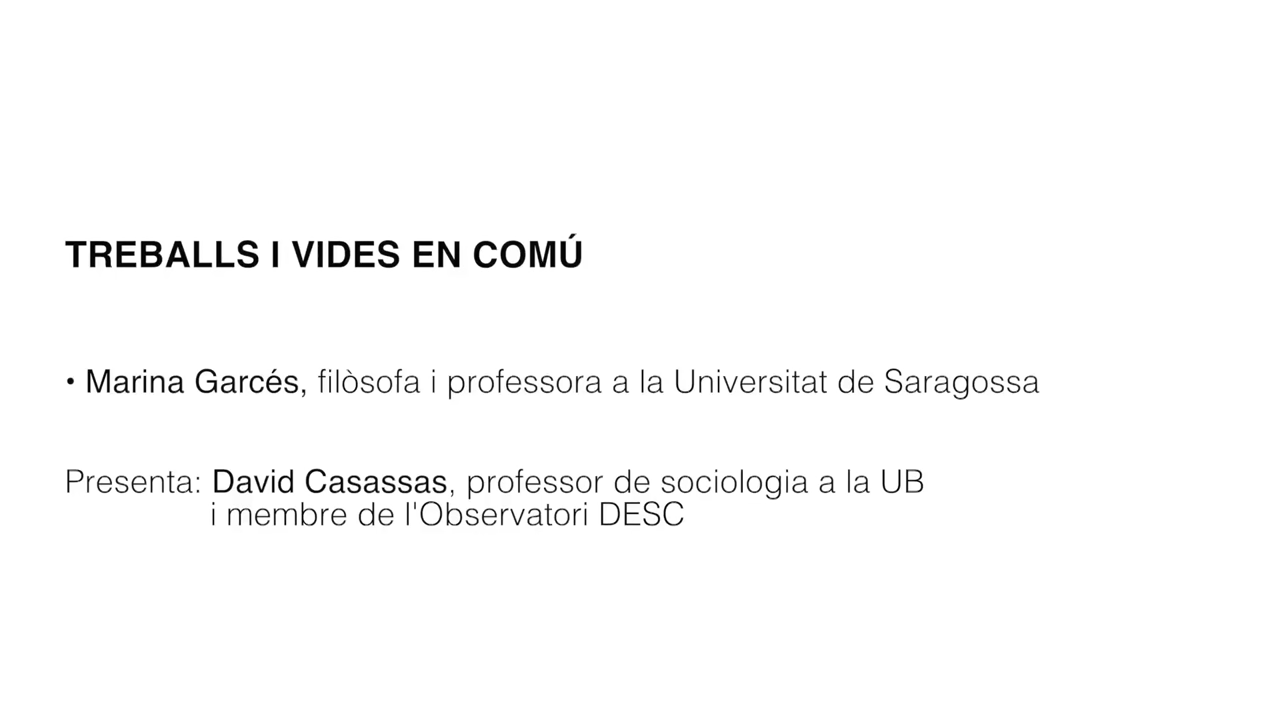 TREBALLS I VIDES EN COMÚ
• Marina Garcés, filòsofa i professora a la Universitat de Saragossa
Presenta: David Casassas, professor de sociologia a la UB
i membre de l'Observatori DESC